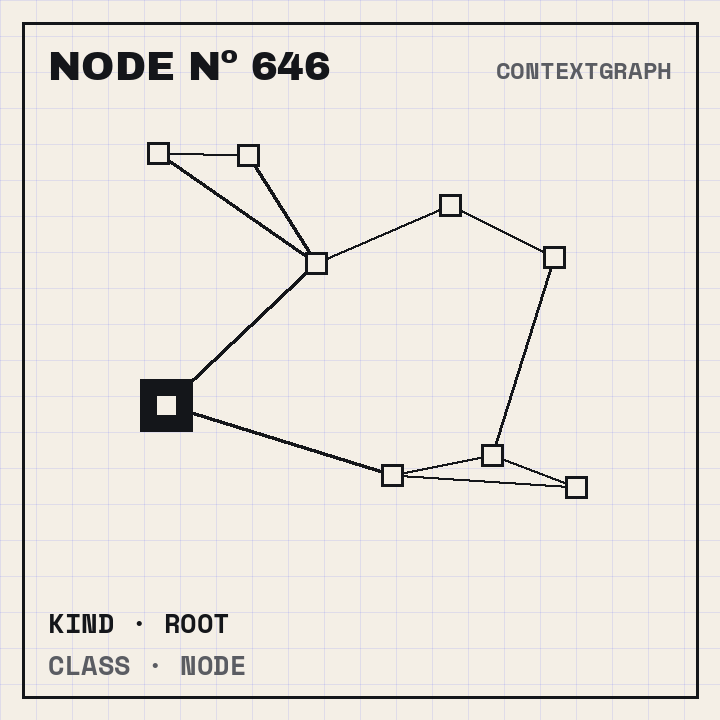 NODE Nº 646
CONTEXTGRAPH
KIND · ROOT
CLASS · NODE